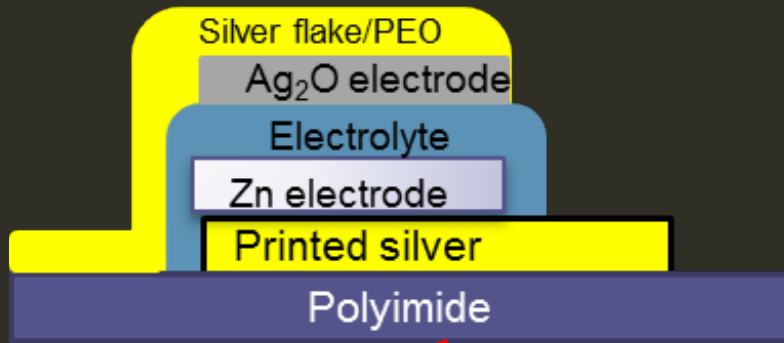 Silver flake/PEO
Ag₂O electrode
Electrolyte
Zn electrode
Printed silver
Polyimide